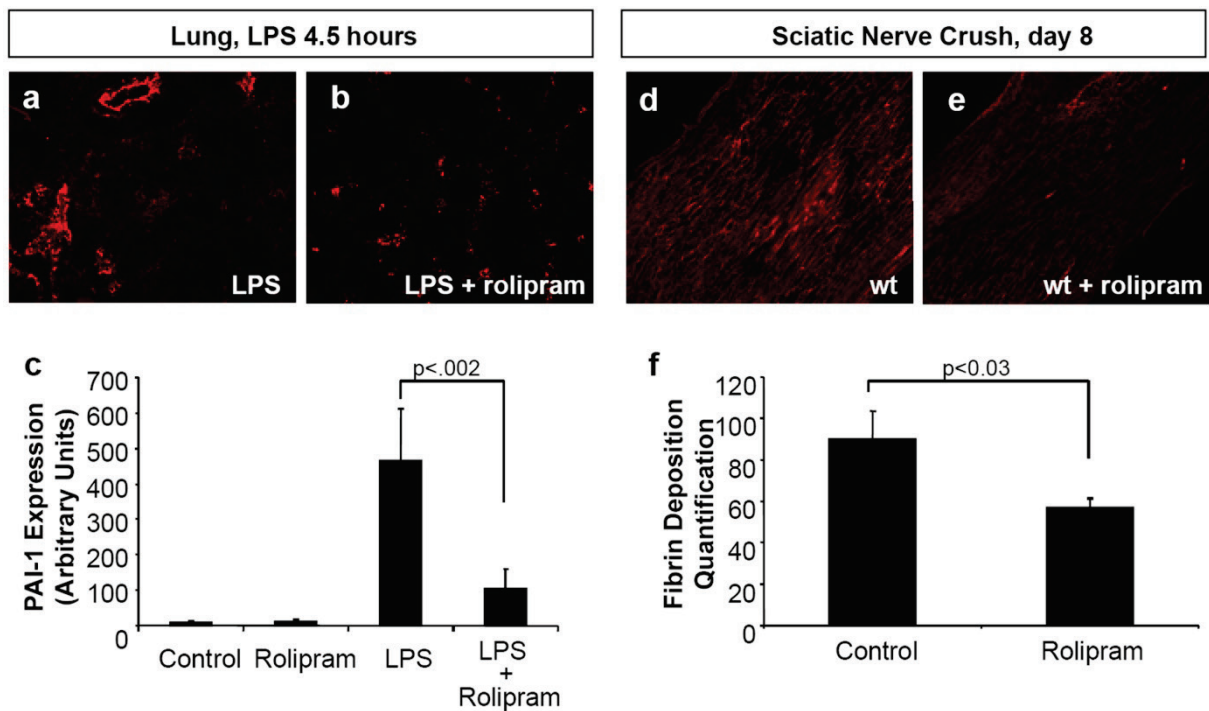 Lung, LPS 4.5 hours
Sciatic Nerve Crush, day 8
a
LPS
b
LPS + rolipram
d
wt
e
wt + rolipram
c
p<.002
PAI-1 Expression
(Arbitrary Units)
700
600
500
400
300
200
100
0
Control
Rolipram
LPS
LPS
+
Rolipram
f
p<0.03
Fibrin Deposition
Quantification
120
100
80
60
40
20
0
Control
Rolipram